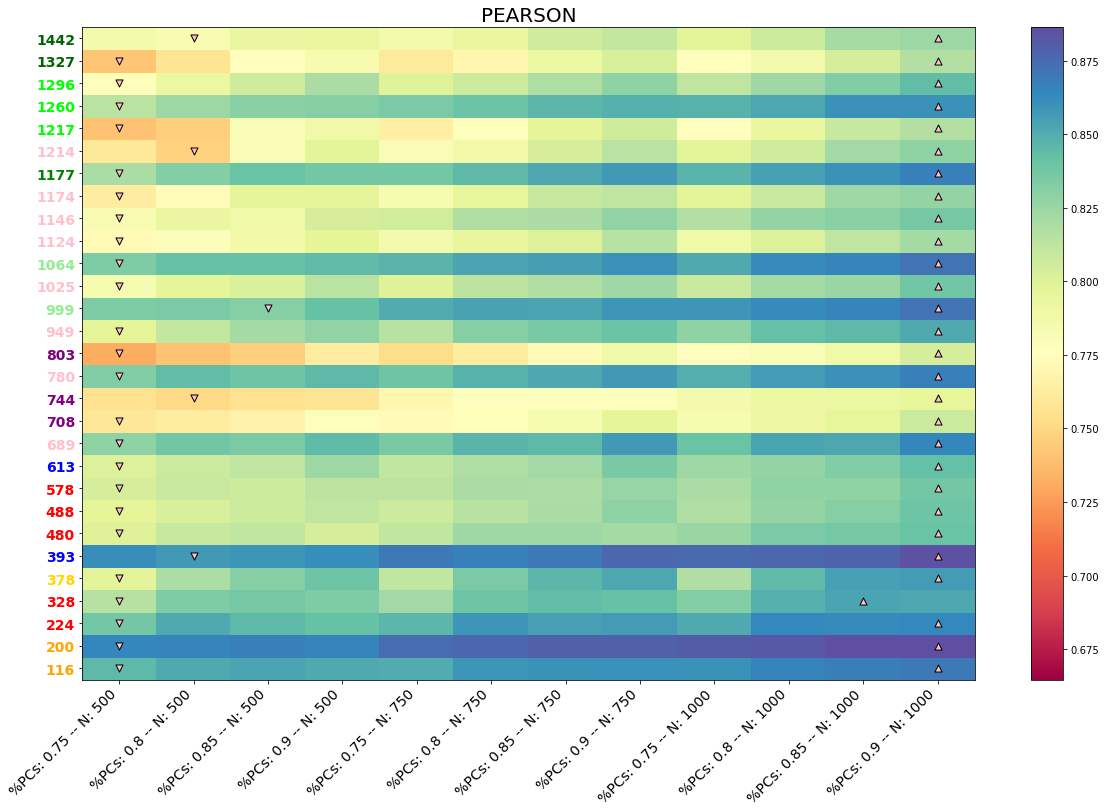 PEARSON
1442
1327
1296
1260
1217
1214
1177
1174
1146
1124
1064
1025
999
949
803
780
744
708
689
613
578
488
480
393
378
328
224
200
116
%PCs: 0.75 -- N: 500
%PCs: 0.8 -- N: 500
%PCs: 0.85 -- N: 500
%PCs: 0.9 -- N: 500
%PCs: 0.75 -- N: 750
%PCs: 0.8 -- N: 750
%PCs: 0.85 -- N: 750
%PCs: 0.9 -- N: 750
%PCs: 0.75 -- N: 1000
%PCs: 0.8 -- N: 1000
%PCs: 0.85 -- N: 1000
%PCs: 0.9 -- N: 1000
0.875
0.850
0.825
0.800
0.775
0.750
0.725
0.700
0.675